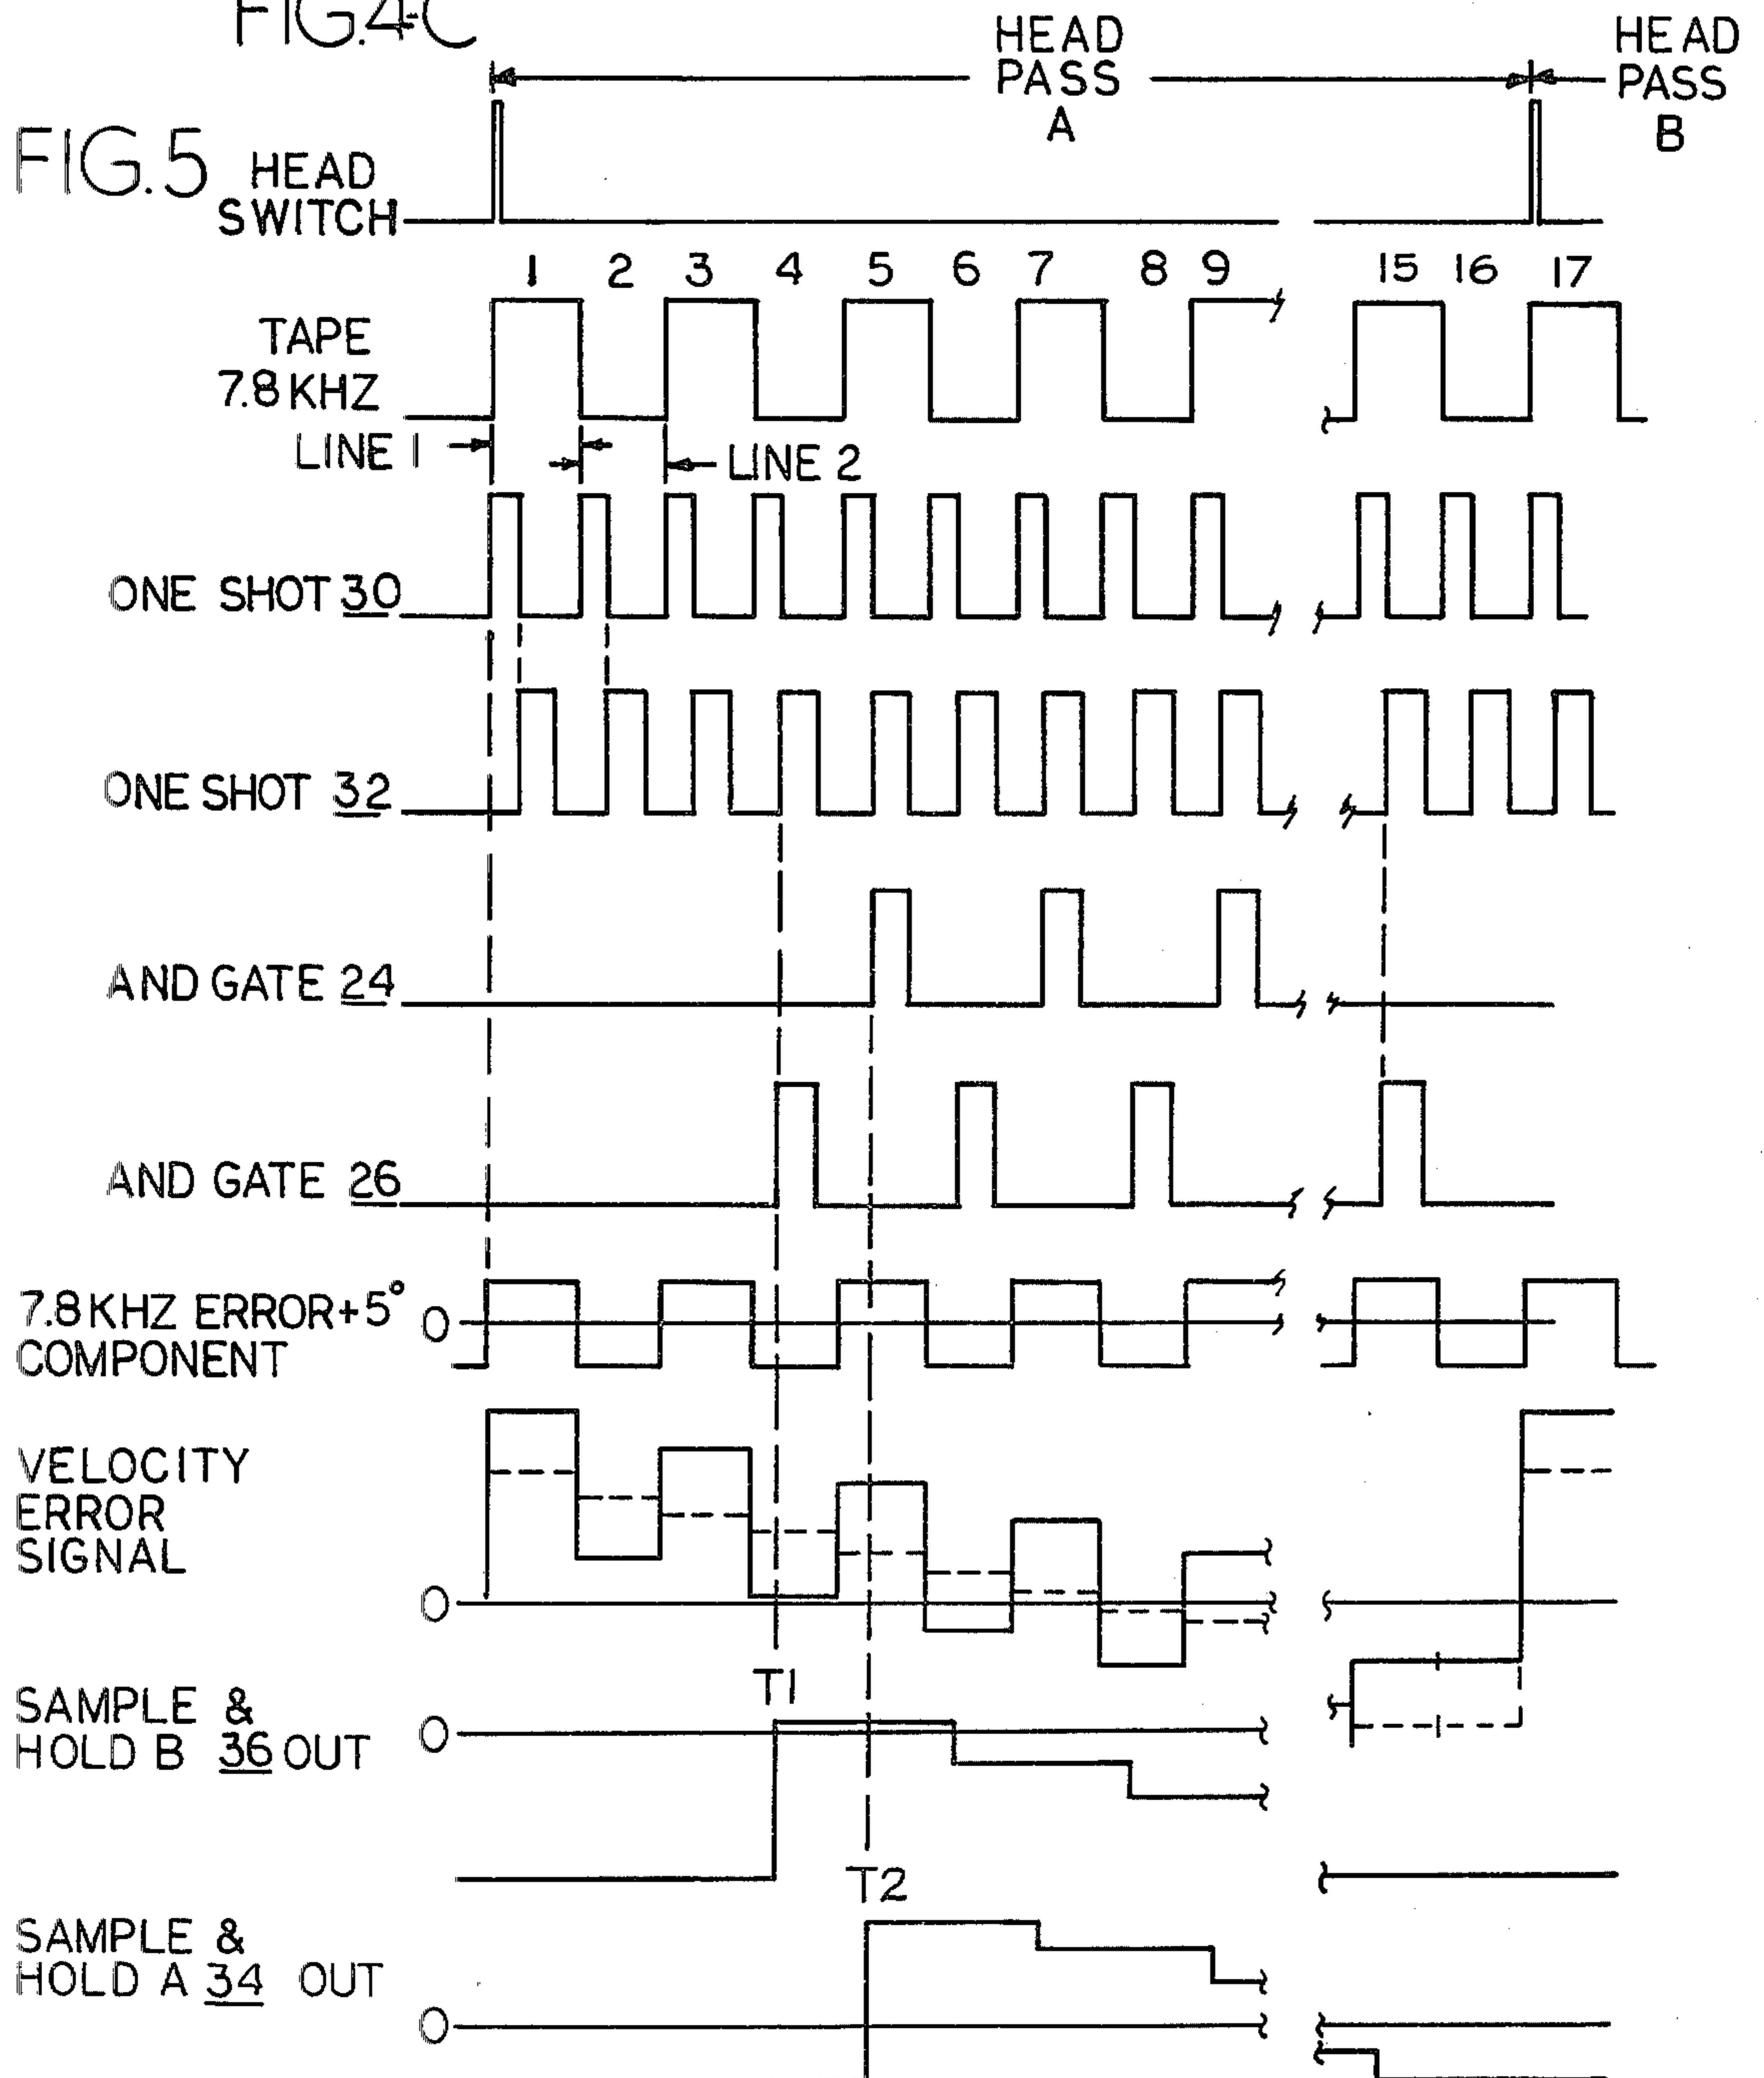 FIG.4-C
HEAD
PASS
A
HEAD
PASS
B
FIG.5
HEAD
SWITCH
1 2 3 4 5 6 7 8 9 15 16 17
TAPE
7.8 KHZ
LINE 1
LINE 2
ONE SHOT 30
ONE SHOT 32
AND GATE 24
AND GATE 26
7.8 KHZ ERROR+5°
COMPONENT
0
VELOCITY
ERROR
SIGNAL
0
T1
SAMPLE &
HOLD B 36 OUT
0
T2
SAMPLE &
HOLD A 34 OUT
0